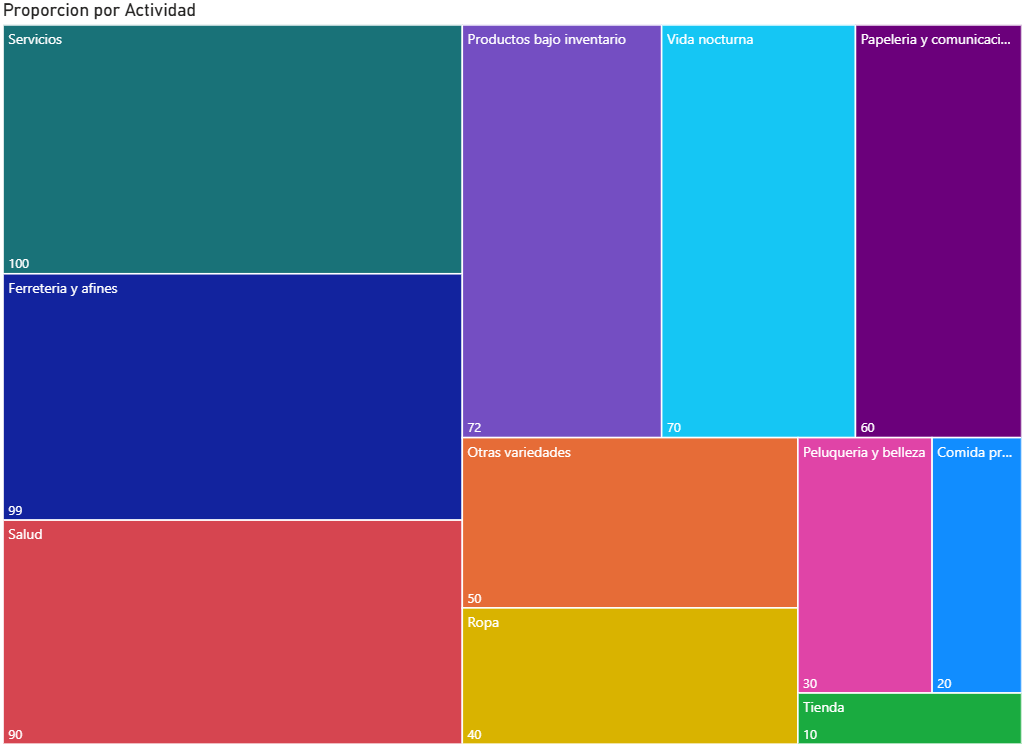 Proporcion por Actividad
Servicios
100
Ferreteria y afines
99
Salud
90
Productos bajo inventario
72
Vida nocturna
70
Papeleria y comunicaci...
60
Otras variedades
50
Ropa
40
Peluqueria y belleza
30
Comida pr...
20
Tienda
10